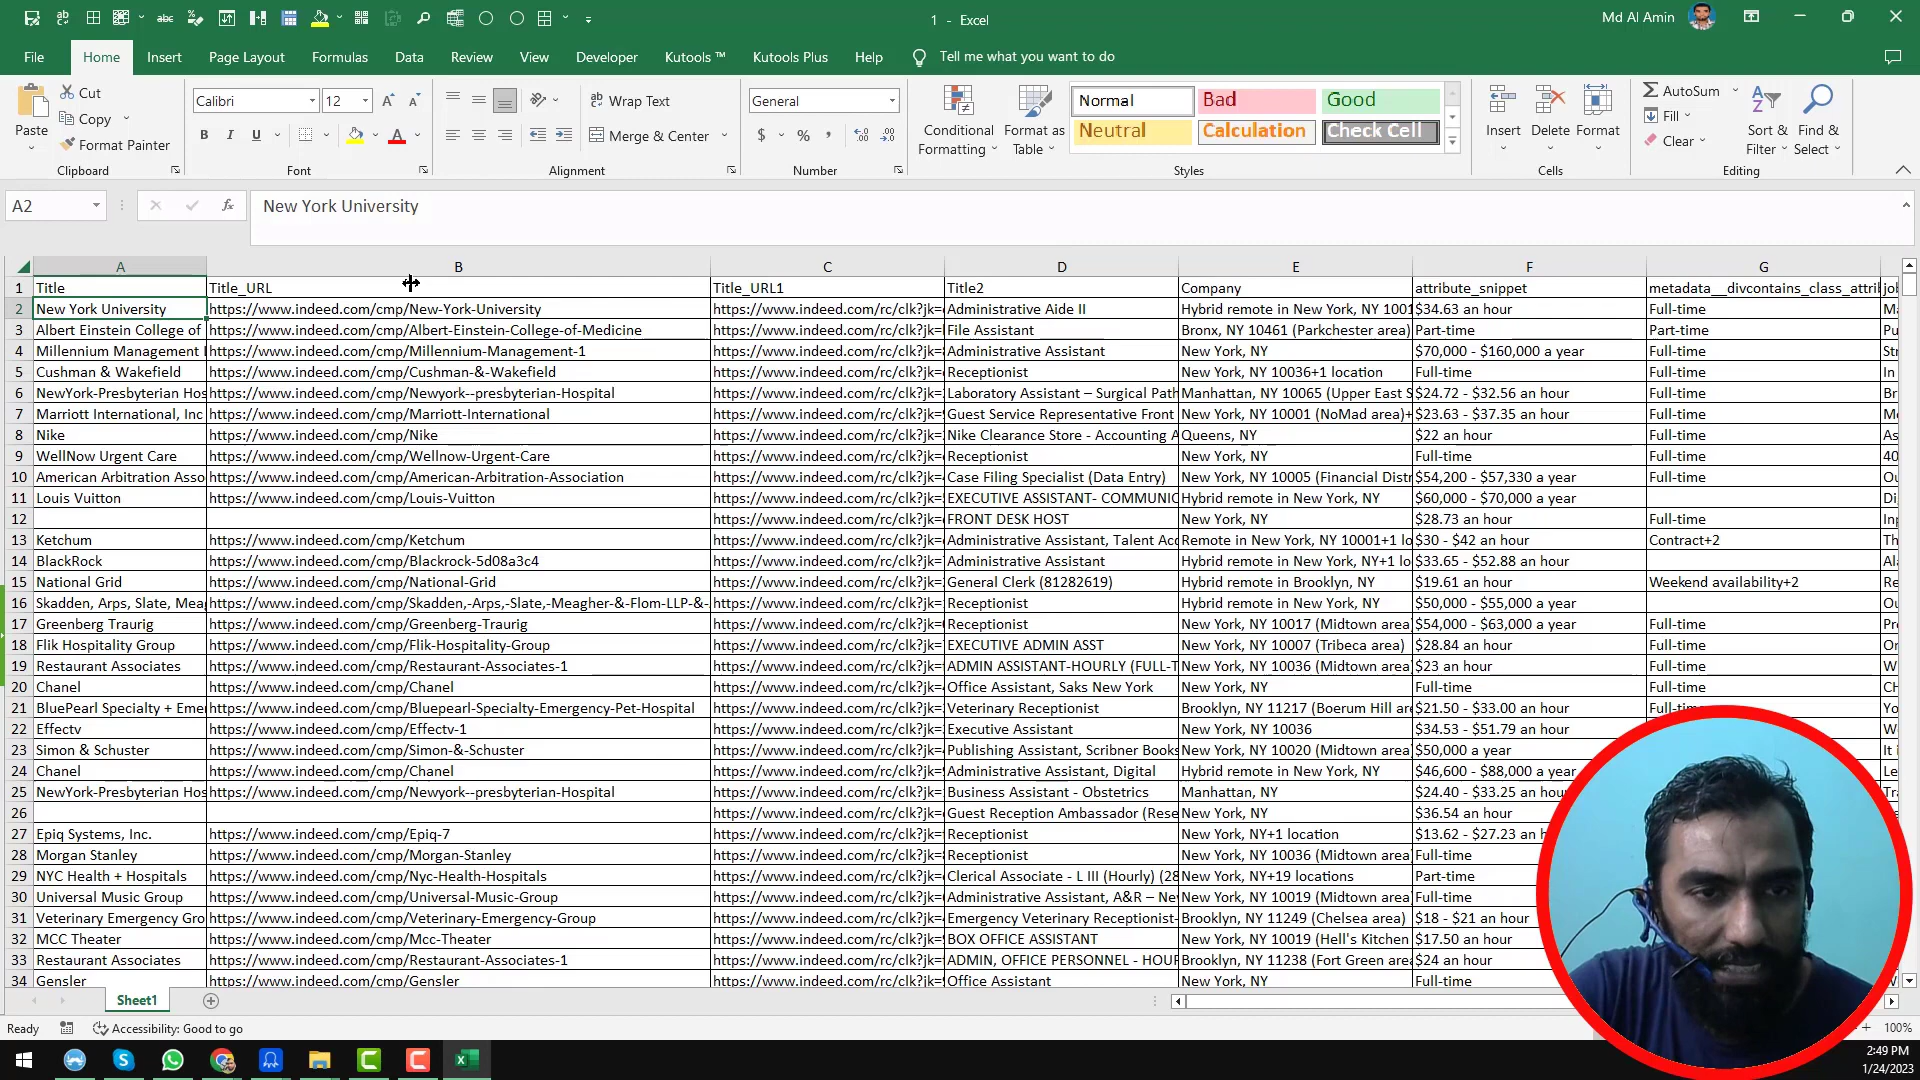 1 - Excel
Md Al Amin
File Home Insert Page Layout Formulas Data Review View Developer Kutools ™ Kutools Plus Help Tell me what you want to do
Paste Cut Copy Format Painter Clipboard
Calibri 12 B I U Font
Wrap Text Merge & Center Alignment
General $ % , Number
Conditional Formatting Format as Table
Normal Bad Good
Neutral Calculation Check Cell
Styles
Insert Delete Format Cells
AutoSum Fill Clear Sort & Filter Find & Select Editing
A2 fx New York University
A B C D E F G
1 Title Title_URL Title_URL1 Title2 Company attribute_snippet metadata__divcontains_class_attri job
2 New York University https://www.indeed.com/cmp/New-York-University https://www.indeed.com/rc/clk?jk= Administrative Aide II Hybrid remote in New York, NY 1001 $34.63 an hour Full-time
3 Albert Einstein College of https://www.indeed.com/cmp/Albert-Einstein-College-of-Medicine https://www.indeed.com/rc/clk?jk= File Assistant Bronx, NY 10461 (Parkchester area) Part-time Part-time Pu
4 Millennium Management https://www.indeed.com/cmp/Millennium-Management-1 https://www.indeed.com/rc/clk?jk= Administrative Assistant New York, NY $70,000 - $160,000 a year Full-time Str
5 Cushman & Wakefield https://www.indeed.com/cmp/Cushman-&-Wakefield https://www.indeed.com/rc/clk?jk= Receptionist New York, NY 10036+1 location Full-time Full-time In
6 NewYork-Presbyterian Hos https://www.indeed.com/cmp/Newyork--presbyterian-Hospital https://www.indeed.com/rc/clk?jk= Laboratory Assistant – Surgical Path Manhattan, NY 10065 (Upper East S $24.72 - $32.56 an hour Full-time Br
7 Marriott International, Inc https://www.indeed.com/cmp/Marriott-International https://www.indeed.com/rc/clk?jk= Guest Service Representative Front New York, NY 10001 (NoMad area)+ $23.63 - $37.35 an hour Full-time
8 Nike https://www.indeed.com/cmp/Nike https://www.indeed.com/rc/clk?jk= Nike Clearance Store - Accounting A Queens, NY $22 an hour Full-time As
9 WellNow Urgent Care https://www.indeed.com/cmp/Wellnow-Urgent-Care https://www.indeed.com/rc/clk?jk= Receptionist New York, NY Full-time Full-time 40
10 American Arbitration Asso https://www.indeed.com/cmp/American-Arbitration-Association https://www.indeed.com/rc/clk?jk= Case Filing Specialist (Data Entry) New York, NY 10005 (Financial Distr $54,200 - $57,330 a year Full-time Ou
11 Louis Vuitton https://www.indeed.com/cmp/Louis-Vuitton https://www.indeed.com/rc/clk?jk= EXECUTIVE ASSISTANT- COMMUNIC Hybrid remote in New York, NY $60,000 - $70,000 a year Di
12 https://www.indeed.com/rc/clk?jk= FRONT DESK HOST New York, NY $28.73 an hour Full-time Inp
13 Ketchum https://www.indeed.com/cmp/Ketchum https://www.indeed.com/rc/clk?jk= Administrative Assistant, Talent Acc Remote in New York, NY 10001+1 lo $30 - $42 an hour Contract+2 Th
14 BlackRock https://www.indeed.com/cmp/Blackrock-5d08a3c4 https://www.indeed.com/rc/clk?jk= Administrative Assistant Hybrid remote in New York, NY+1 lo $33.65 - $52.88 an hour
15 National Grid https://www.indeed.com/cmp/National-Grid https://www.indeed.com/rc/clk?jk= General Clerk (81282619) Hybrid remote in Brooklyn, NY $19.61 an hour Weekend availability+2 Re
16 Skadden, Arps, Slate, Mea https://www.indeed.com/cmp/Skadden,-Arps,-Slate,-Meagher-&-Flom-LLP-&- https://www.indeed.com/rc/clk?jk= Receptionist Hybrid remote in New York, NY $50,000 - $55,000 a year Ou
17 Greenberg Traurig https://www.indeed.com/cmp/Greenberg-Traurig https://www.indeed.com/rc/clk?jk= Receptionist New York, NY 10017 (Midtown area) $54,000 - $63,000 a year Full-time Pr
18 Flik Hospitality Group https://www.indeed.com/cmp/Flik-Hospitality-Group https://www.indeed.com/rc/clk?jk= EXECUTIVE ADMIN ASST New York, NY 10007 (Tribeca area) $28.84 an hour Full-time Or
19 Restaurant Associates https://www.indeed.com/cmp/Restaurant-Associates-1 https://www.indeed.com/rc/clk?jk= ADMIN ASSISTANT-HOURLY (FULL-T New York, NY 10036 (Midtown area) $23 an hour Full-time W
20 Chanel https://www.indeed.com/cmp/Chanel https://www.indeed.com/rc/clk?jk= Office Assistant, Saks New York New York, NY Full-time Full-time CH
21 BluePearl Specialty + Eme https://www.indeed.com/cmp/Bluepearl-Specialty-Emergency-Pet-Hospital https://www.indeed.com/rc/clk?jk= Veterinary Receptionist Brooklyn, NY 11217 (Boerum Hill are $21.50 - $33.00 an hour Full-time Yo
22 Effectv https://www.indeed.com/cmp/Effectv-1 https://www.indeed.com/rc/clk?jk= Executive Assistant New York, NY 10036 $34.53 - $51.79 an hour
23 Simon & Schuster https://www.indeed.com/cmp/Simon-&-Schuster https://www.indeed.com/rc/clk?jk= Publishing Assistant, Scribner Books New York, NY 10020 (Midtown area) $50,000 a year It i
24 Chanel https://www.indeed.com/cmp/Chanel https://www.indeed.com/rc/clk?jk= Administrative Assistant, Digital Hybrid remote in New York, NY $46,600 - $88,000 a year Le
25 NewYork-Presbyterian Hos https://www.indeed.com/cmp/Newyork--presbyterian-Hospital https://www.indeed.com/rc/clk?jk= Business Assistant - Obstetrics Manhattan, NY $24.40 - $33.25 an hour
26 https://www.indeed.com/rc/clk?jk= Guest Reception Ambassador (Rese New York, NY $36.54 an hour
27 Epiq Systems, Inc. https://www.indeed.com/cmp/Epiq-7 https://www.indeed.com/rc/clk?jk= Receptionist New York, NY+1 location $13.62 - $27.23 an
28 Morgan Stanley https://www.indeed.com/cmp/Morgan-Stanley https://www.indeed.com/rc/clk?jk= Receptionist New York, NY 10036 (Midtown area) Full-time
29 NYC Health + Hospitals https://www.indeed.com/cmp/Nyc-Health-Hospitals https://www.indeed.com/rc/clk?jk= Clerical Associate - L III (Hourly) (28 New York, NY+19 locations Part-time
30 Universal Music Group https://www.indeed.com/cmp/Universal-Music-Group https://www.indeed.com/rc/clk?jk= Administrative Assistant, A&R – Nev New York, NY 10019 (Midtown area) Full-time
31 Veterinary Emergency Gro https://www.indeed.com/cmp/Veterinary-Emergency-Group https://www.indeed.com/rc/clk?jk= Emergency Veterinary Receptionist- Brooklyn, NY 11249 (Chelsea area) $18 - $21 an hour
32 MCC Theater https://www.indeed.com/cmp/Mcc-Theater https://www.indeed.com/rc/clk?jk= BOX OFFICE ASSISTANT New York, NY 10019 (Hell's Kitchen $17.50 an hour
33 Restaurant Associates https://www.indeed.com/cmp/Restaurant-Associates-1 https://www.indeed.com/rc/clk?jk= ADMIN, OFFICE PERSONNEL - HOUR Brooklyn, NY 11238 (Fort Green area $24 an hour
34 Gensler https://www.indeed.com/cmp/Gensler https://www.indeed.com/rc/clk?jk= Office Assistant New York, NY Full-time
Sheet1
Ready Accessibility: Good to go 100%
2:49 PM
1/24/2023